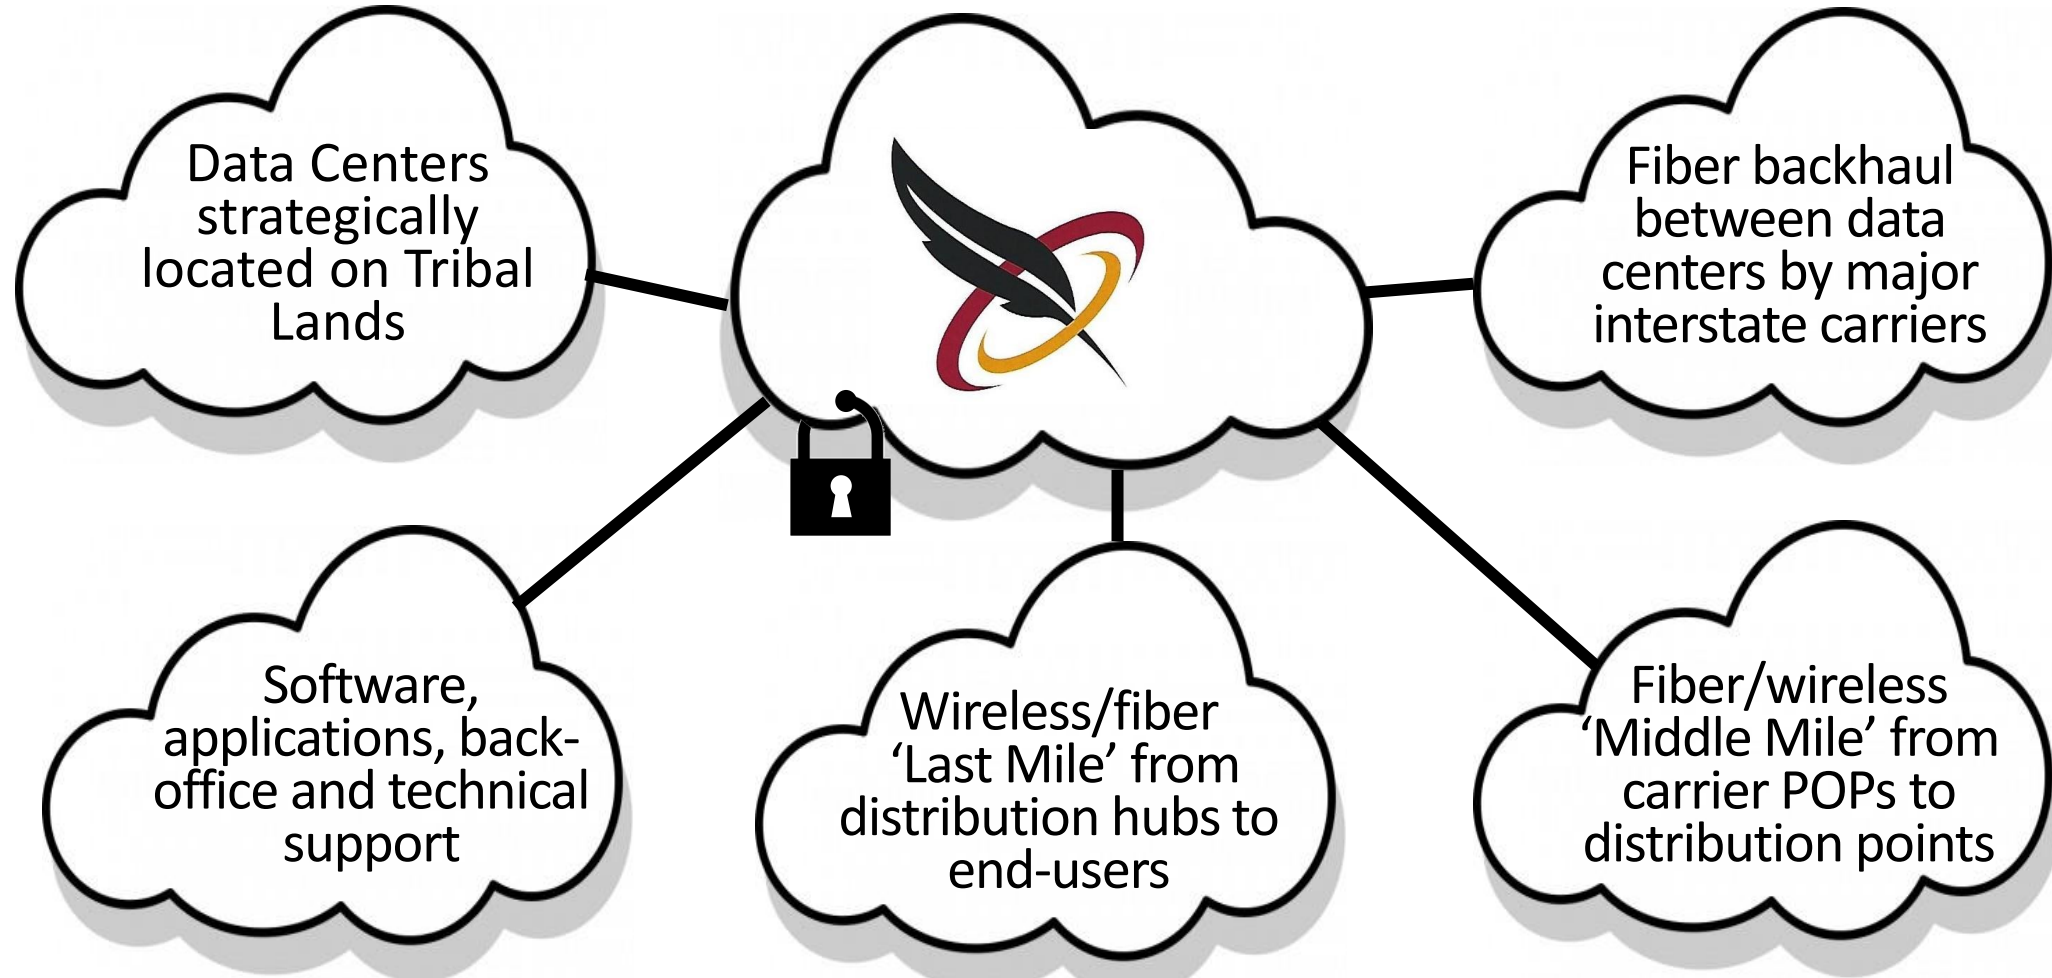 Data Centers
strategically
located on Tribal
Lands
Fiber backhaul
between data
centers by major
interstate carriers
Software,
applications, back-
office and technical
support
Wireless/fiber
‘Last Mile’ from
distribution hubs to
end-users
Fiber/wireless
‘Middle Mile’ from
carrier POPs to
distribution points